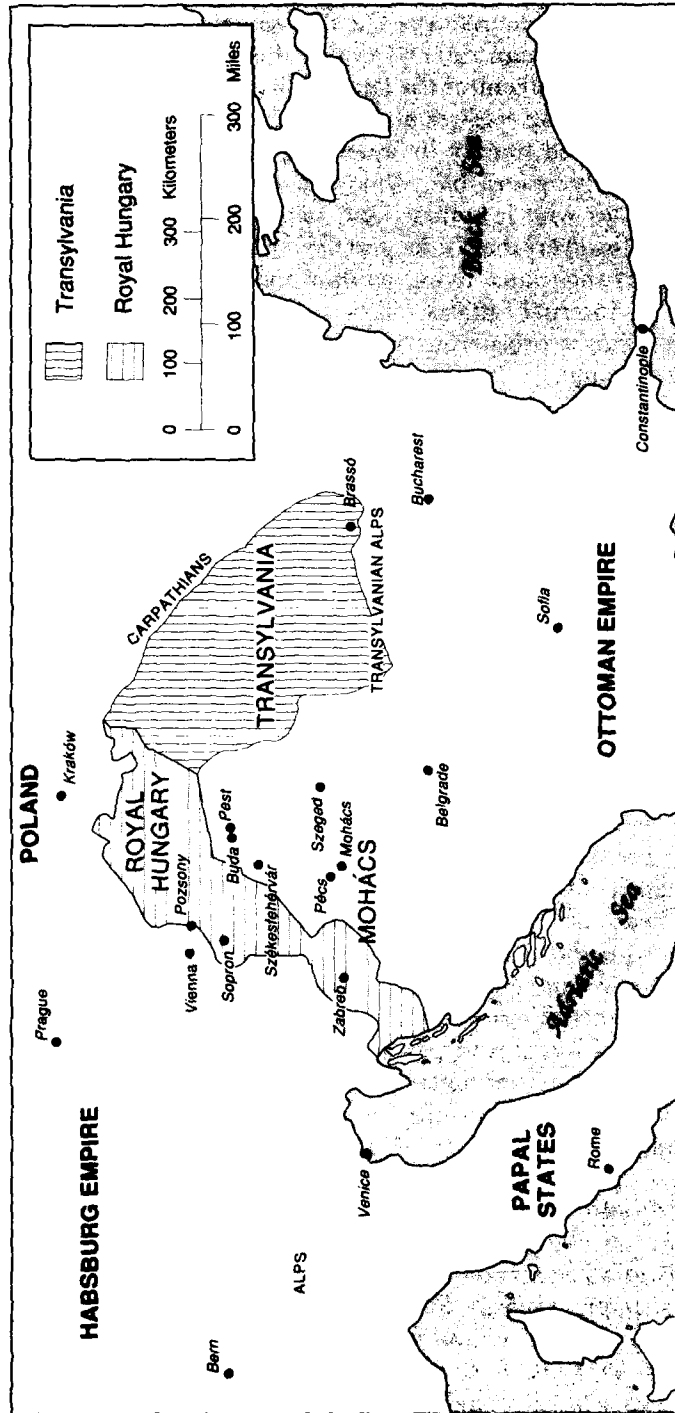 Transylvania
Royal Hungary
0 100 200 300 Kilometers
0 100 200 300 Miles
POLAND
Prague
Kraków
HABSBURG EMPIRE
CARPATHIANS
ROYAL
HUNGARY
Vienna
Pozsony
Sopron
Buda
Pest
Székesfehérvár
TRANSYLVANIA
Bern
ALPS
Szeged
Pécs
Mohács
MOHÁCS
Zabreb
Brassó
TRANSYLVANIAN ALPS
Venice
Belgrade
Bucharest
Black Sea
Adriatic Sea
PAPAL
STATES
Rome
Sofia
OTTOMAN EMPIRE
Constantinople